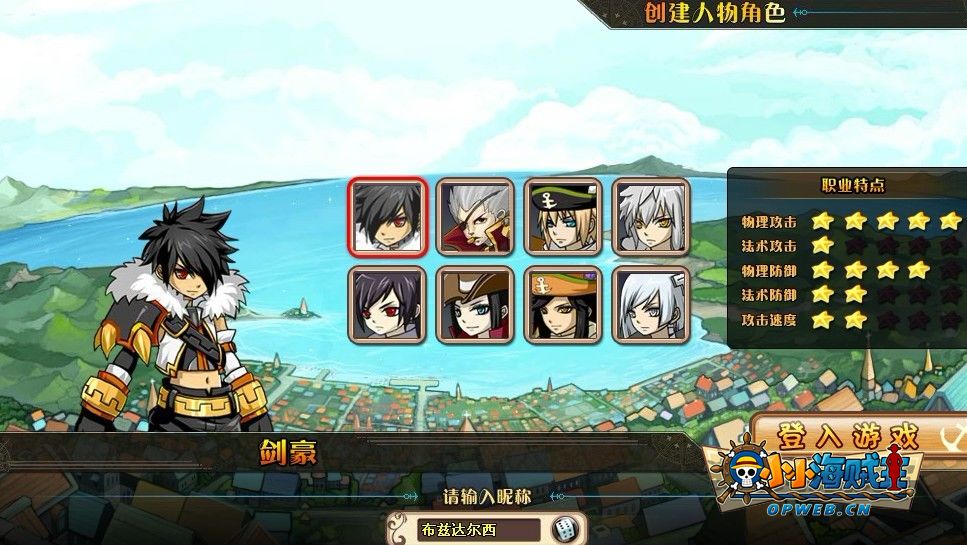 创建人物角色
职业特点
物理攻击
法术攻击
物理防御
法术防御
攻击速度
登入游戏
小小海贼王
OPWEB.CN
剑豪
请输入昵称
布兹达尔西